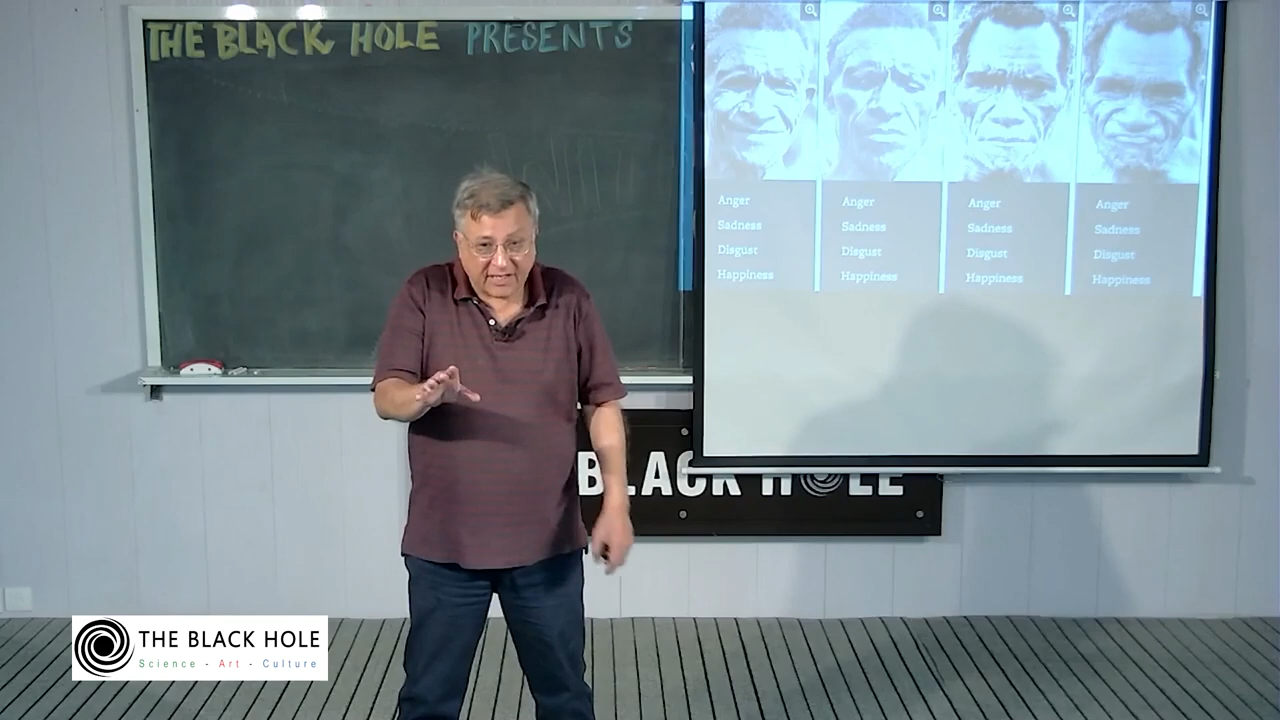 THE BLACK HOLE PRESENTS
Anger
Sadness
Disgust
Happiness
Anger
Sadness
Disgust
Happiness
Anger
Sadness
Disgust
Happiness
Anger
Sadness
Disgust
Happiness
BLACK HOLE
THE BLACK HOLE
Science - Art - Culture